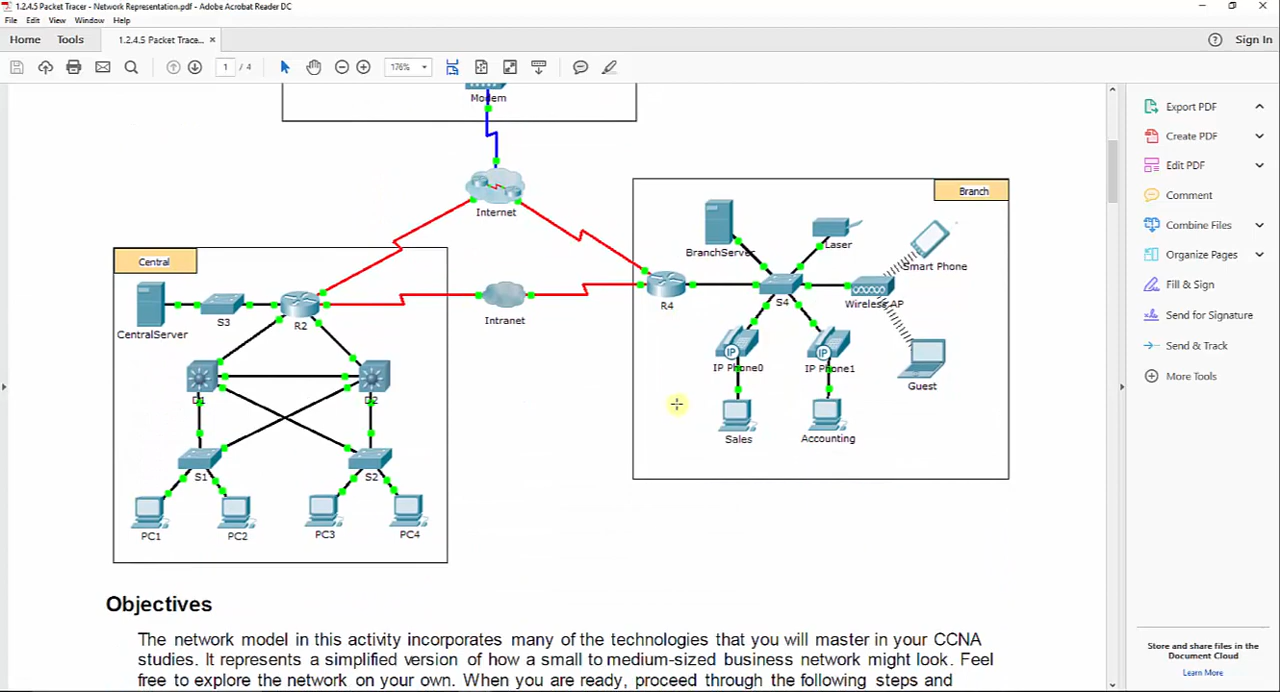 1.2.4.5 Packet Tracer - Network Representation.pdf - Adobe Acrobat Reader DC
File Edit View Window Help
Home Tools 1.2.4.5 Packet Trace... × Sign In
1 / 4 176%
Modem
Internet
Branch
BranchServer
Laser
Smart Phone
Central
CentralServer
S3
R2
Intranet
R4
S4
Wireless AP
IP
IP Phone0
IP
IP Phone1
Guest
D1
D2
Sales
Accounting
S1
S2
PC1
PC2
PC3
PC4
Objectives
The network model in this activity incorporates many of the technologies that you will master in your CCNA
studies. It represents a simplified version of how a small to medium-sized business network might look. Feel
free to explore the network on your own. When you are ready, proceed through the following steps and
Export PDF
Create PDF
Edit PDF
Comment
Combine Files
Organize Pages
Fill & Sign
Send for Signature
Send & Track
More Tools
Store and share files in the
Document Cloud
Learn More